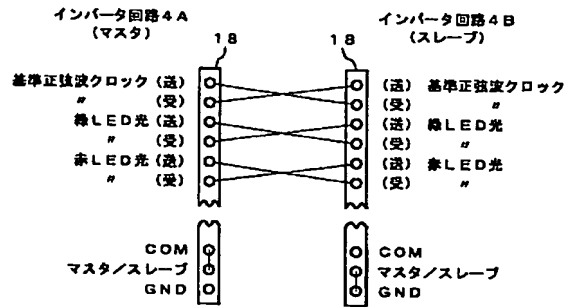 インバータ回路4A
(マスタ)
インバータ回路4B
(スレーブ)
18
18
基準正弦波クロック(送)
〃 (受)
緑LED光(送)
〃 (受)
赤LED光(送)
〃 (受)
(送) 基準正弦波クロック
(受) 〃
(送) 緑LED光
(受) 〃
(送) 赤LED光
(受) 〃
COM
マスタ/スレーブ
GND
COM
マスタ/スレーブ
GND